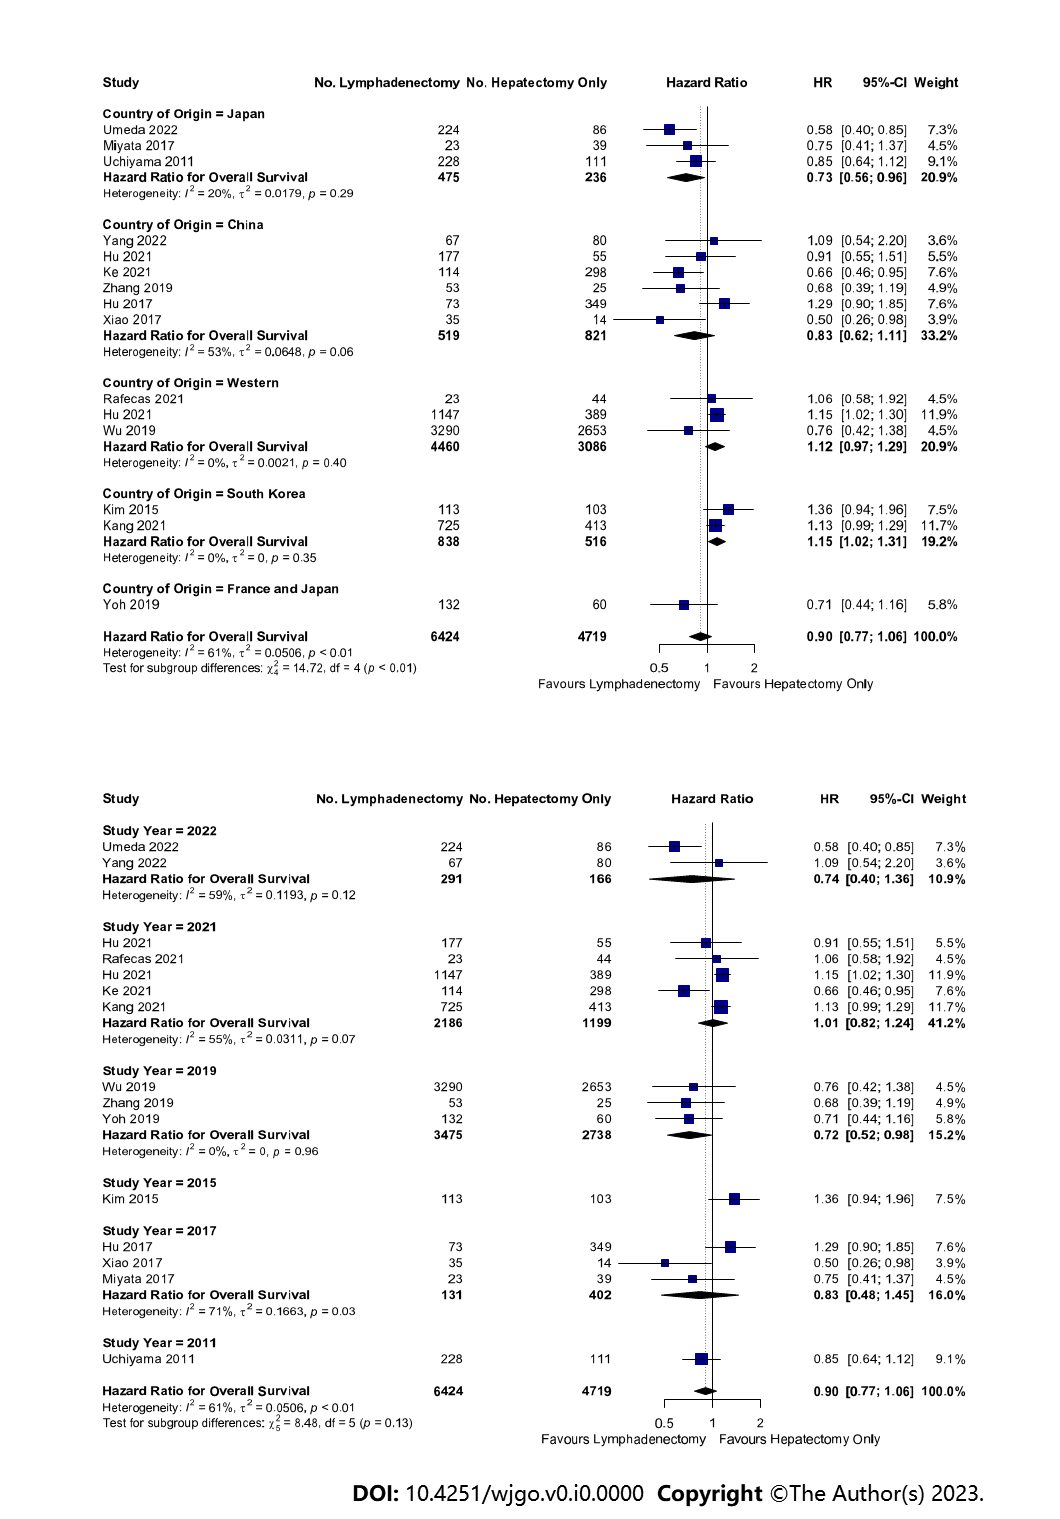 Study No. Lymphadenectomy No. Hepatectomy Only Hazard Ratio HR 95%-CI Weight
Country of Origin = Japan
Umeda 2022 224 86 0.58 [0.40; 0.85] 7.3%
Miyata 2017 23 39 0.75 [0.41; 1.37] 4.5%
Uchiyama 2011 228 111 0.85 [0.64; 1.12] 9.1%
Hazard Ratio for Overall Survival 475 236 0.73 [0.56; 0.96] 20.9%
Heterogeneity: I² = 20%, τ² = 0.0179, p = 0.29
Country of Origin = China
Yang 2022 67 80 1.09 [0.54; 2.20] 3.6%
Hu 2021 177 55 0.91 [0.55; 1.51] 5.5%
Ke 2021 114 298 0.66 [0.46; 0.95] 7.6%
Zhang 2019 53 25 0.68 [0.39; 1.19] 4.9%
Hu 2017 73 349 1.29 [0.90; 1.85] 7.6%
Xiao 2017 35 14 0.50 [0.26; 0.98] 3.9%
Hazard Ratio for Overall Survival 519 821 0.83 [0.62; 1.11] 33.2%
Heterogeneity: I² = 53%, τ² = 0.0648, p = 0.06
Country of Origin = Western
Rafecas 2021 23 44 1.06 [0.58; 1.92] 4.5%
Hu 2021 1147 389 1.15 [1.02; 1.30] 11.9%
Wu 2019 3290 2653 0.76 [0.42; 1.38] 4.5%
Hazard Ratio for Overall Survival 4460 3086 1.12 [0.97; 1.29] 20.9%
Heterogeneity: I² = 0%, τ² = 0.0021, p = 0.40
Country of Origin = South Korea
Kim 2015 113 103 1.36 [0.94; 1.96] 7.5%
Kang 2021 725 413 1.13 [0.99; 1.29] 11.7%
Hazard Ratio for Overall Survival 838 516 1.15 [1.02; 1.31] 19.2%
Heterogeneity: I² = 0%, τ² = 0, p = 0.35
Country of Origin = France and Japan
Yoh 2019 132 60 0.71 [0.44; 1.16] 5.8%
Hazard Ratio for Overall Survival 6424 4719 0.90 [0.77; 1.06] 100.0%
Heterogeneity: I² = 61%, τ² = 0.0506, p < 0.01
Test for subgroup differences: χ²₄ = 14.72, df = 4 (p < 0.01)
0.5 1 2
Favours Lymphadenectomy Favours Hepatectomy Only
Study No. Lymphadenectomy No. Hepatectomy Only Hazard Ratio HR 95%-CI Weight
Study Year = 2022
Umeda 2022 224 86 0.58 [0.40; 0.85] 7.3%
Yang 2022 67 80 1.09 [0.54; 2.20] 3.6%
Hazard Ratio for Overall Survival 291 166 0.74 [0.40; 1.36] 10.9%
Heterogeneity: I² = 59%, τ² = 0.1193, p = 0.12
Study Year = 2021
Hu 2021 177 55 0.91 [0.55; 1.51] 5.5%
Rafecas 2021 23 44 1.06 [0.58; 1.92] 4.5%
Hu 2021 1147 389 1.15 [1.02; 1.30] 11.9%
Ke 2021 114 298 0.66 [0.46; 0.95] 7.6%
Kang 2021 725 413 1.13 [0.99; 1.29] 11.7%
Hazard Ratio for Overall Survival 2186 1199 1.01 [0.82; 1.24] 41.2%
Heterogeneity: I² = 55%, τ² = 0.0311, p = 0.07
Study Year = 2019
Wu 2019 3290 2653 0.76 [0.42; 1.38] 4.5%
Zhang 2019 53 25 0.68 [0.39; 1.19] 4.9%
Yoh 2019 132 60 0.71 [0.44; 1.16] 5.8%
Hazard Ratio for Overall Survival 3475 2738 0.72 [0.52; 0.98] 15.2%
Heterogeneity: I² = 0%, τ² = 0, p = 0.96
Study Year = 2015
Kim 2015 113 103 1.36 [0.94; 1.96] 7.5%
Study Year = 2017
Hu 2017 73 349 1.29 [0.90; 1.85] 7.6%
Xiao 2017 35 14 0.50 [0.26; 0.98] 3.9%
Miyata 2017 23 39 0.75 [0.41; 1.37] 4.5%
Hazard Ratio for Overall Survival 131 402 0.83 [0.48; 1.45] 16.0%
Heterogeneity: I² = 71%, τ² = 0.1663, p = 0.03
Study Year = 2011
Uchiyama 2011 228 111 0.85 [0.64; 1.12] 9.1%
Hazard Ratio for Overall Survival 6424 4719 0.90 [0.77; 1.06] 100.0%
Heterogeneity: I² = 61%, τ² = 0.0506, p < 0.01
Test for subgroup differences: χ²₅ = 8.48, df = 5 (p = 0.13)
0.5 1 2
Favours Lymphadenectomy Favours Hepatectomy Only
DOI: 10.4251/wjgo.v0.i0.0000 Copyright ©The Author(s) 2023.